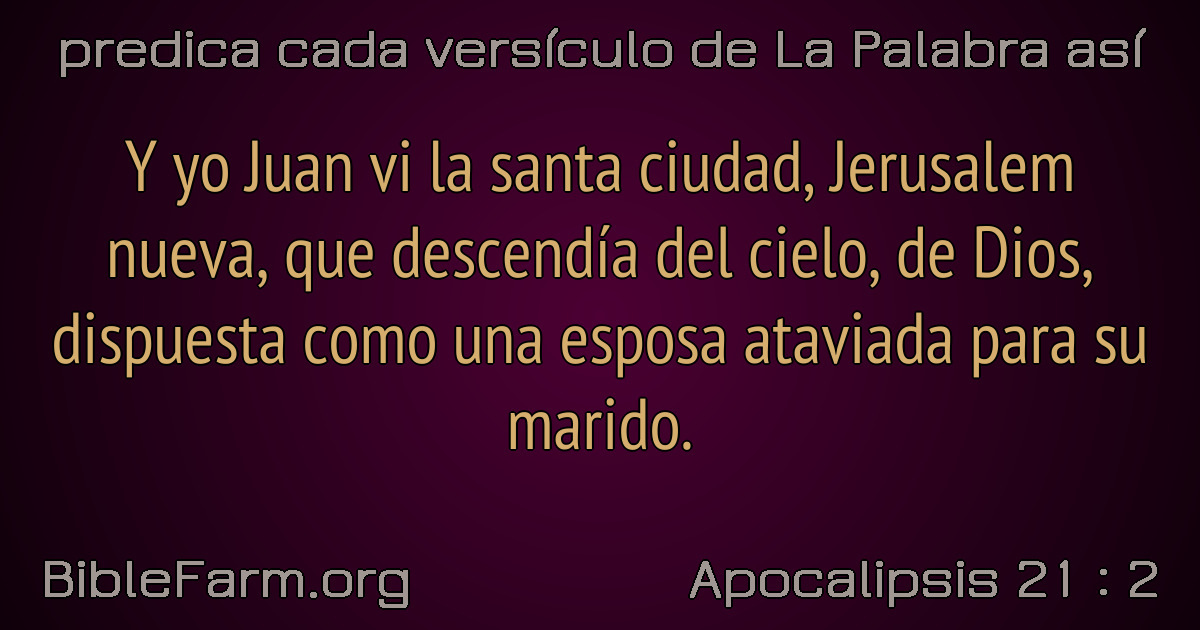 predica cada versículo de La Palabra así
Y yo Juan vi la santa ciudad, Jerusalem
nueva, que descendía del cielo, de Dios,
dispuesta como una esposa ataviada para su
marido.
BibleFarm.org
Apocalipsis 21 : 2